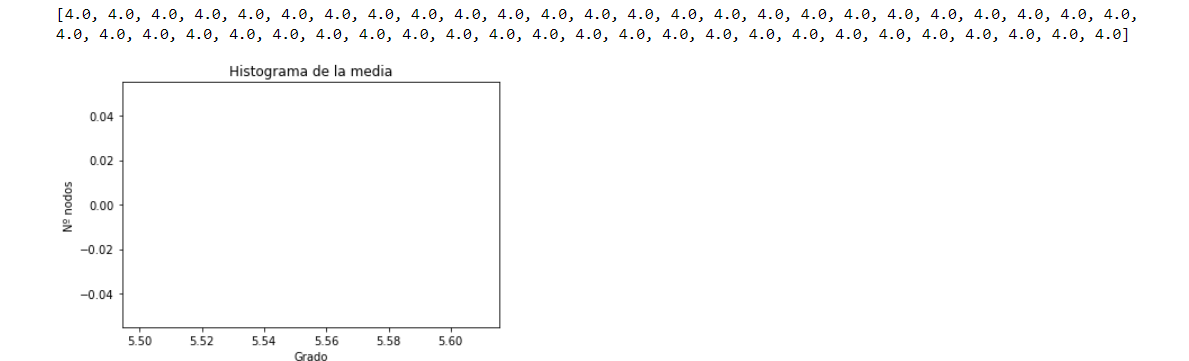 [4.0, 4.0, 4.0, 4.0, 4.0, 4.0, 4.0, 4.0, 4.0, 4.0, 4.0, 4.0, 4.0, 4.0, 4.0, 4.0, 4.0, 4.0, 4.0, 4.0, 4.0, 4.0, 4.0, 4.0, 4.0,
4.0, 4.0, 4.0, 4.0, 4.0, 4.0, 4.0, 4.0, 4.0, 4.0, 4.0, 4.0, 4.0, 4.0, 4.0, 4.0, 4.0, 4.0, 4.0, 4.0, 4.0, 4.0, 4.0, 4.0, 4.0]
Histograma de la media
0.04
0.02
0.00
−0.02
−0.04
Nº nodos
5.50 5.52 5.54 5.56 5.58 5.60
Grado